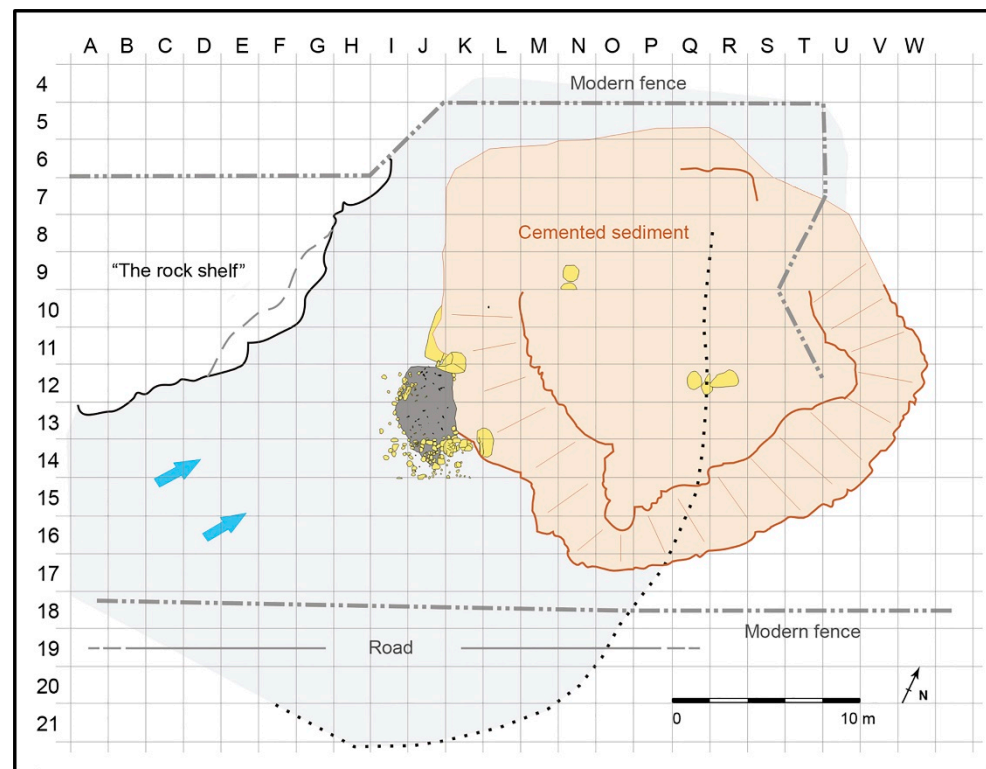 A B C D E F G H I J K L M N O P Q R S T U V W
4
Modern fence
5
6
7
8
Cemented sediment
9
“The rock shelf”
10
11
12
13
14
15
16
17
18
Modern fence
19
Road
20
21
N
0 10 m